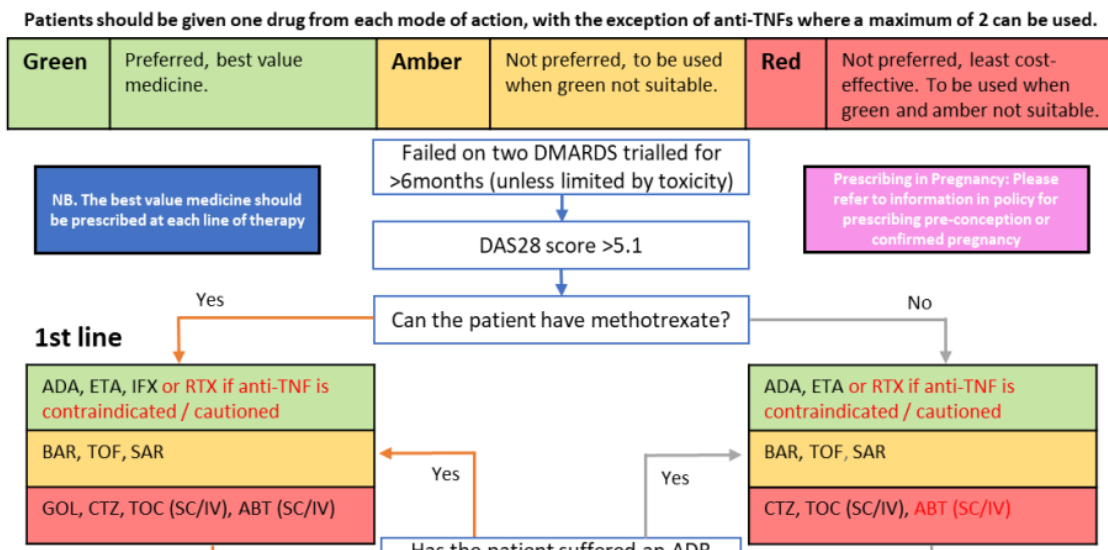 Patients should be given one drug from each mode of action, with the exception of anti-TNFs where a maximum of 2 can be used.
Green
Preferred, best value
medicine.
Amber
Not preferred, to be used
when green not suitable.
Red
Not preferred, least cost-
effective. To be used when
green and amber not suitable.
Failed on two DMARDS trialled for
>6months (unless limited by toxicity)
NB. The best value medicine should
be prescribed at each line of therapy
Prescribing in Pregnancy: Please
refer to information in policy for
prescribing pre-conception or
confirmed pregnancy
DAS28 score >5.1
Can the patient have methotrexate?
Yes
No
1st line
ADA, ETA, IFX or RTX if anti-TNF is
contraindicated / cautioned
BAR, TOF, SAR
GOL, CTZ, TOC (SC/IV), ABT (SC/IV)
ADA, ETA or RTX if anti-TNF is
contraindicated / cautioned
BAR, TOF, SAR
CTZ, TOC (SC/IV), ABT (SC/IV)
Yes
Yes
Has the patient suffered an ADR